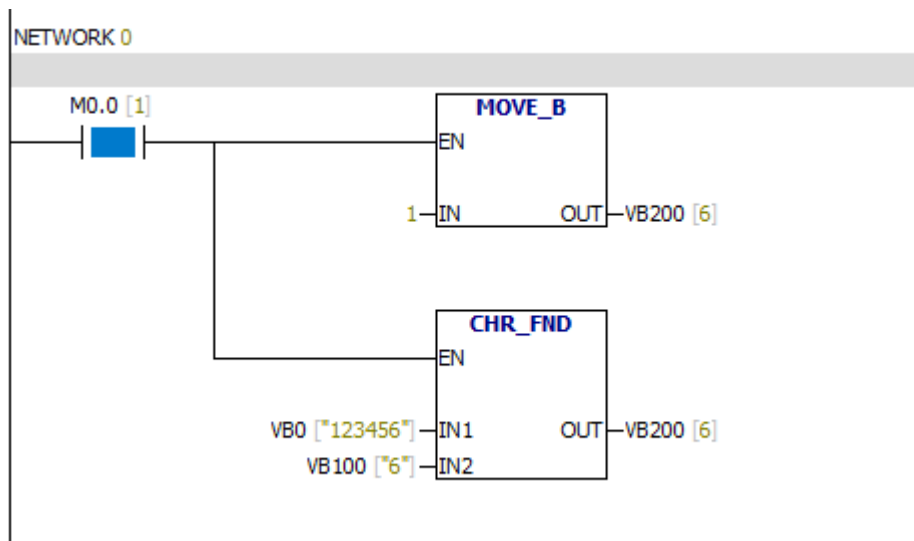 NETWORK 0
M0.0 [1]
MOVE_B
EN
1 IN OUT VB200 [6]
CHR_FND
EN
VB0 ["123456"] IN1 OUT VB200 [6]
VB100 ["6"] IN2